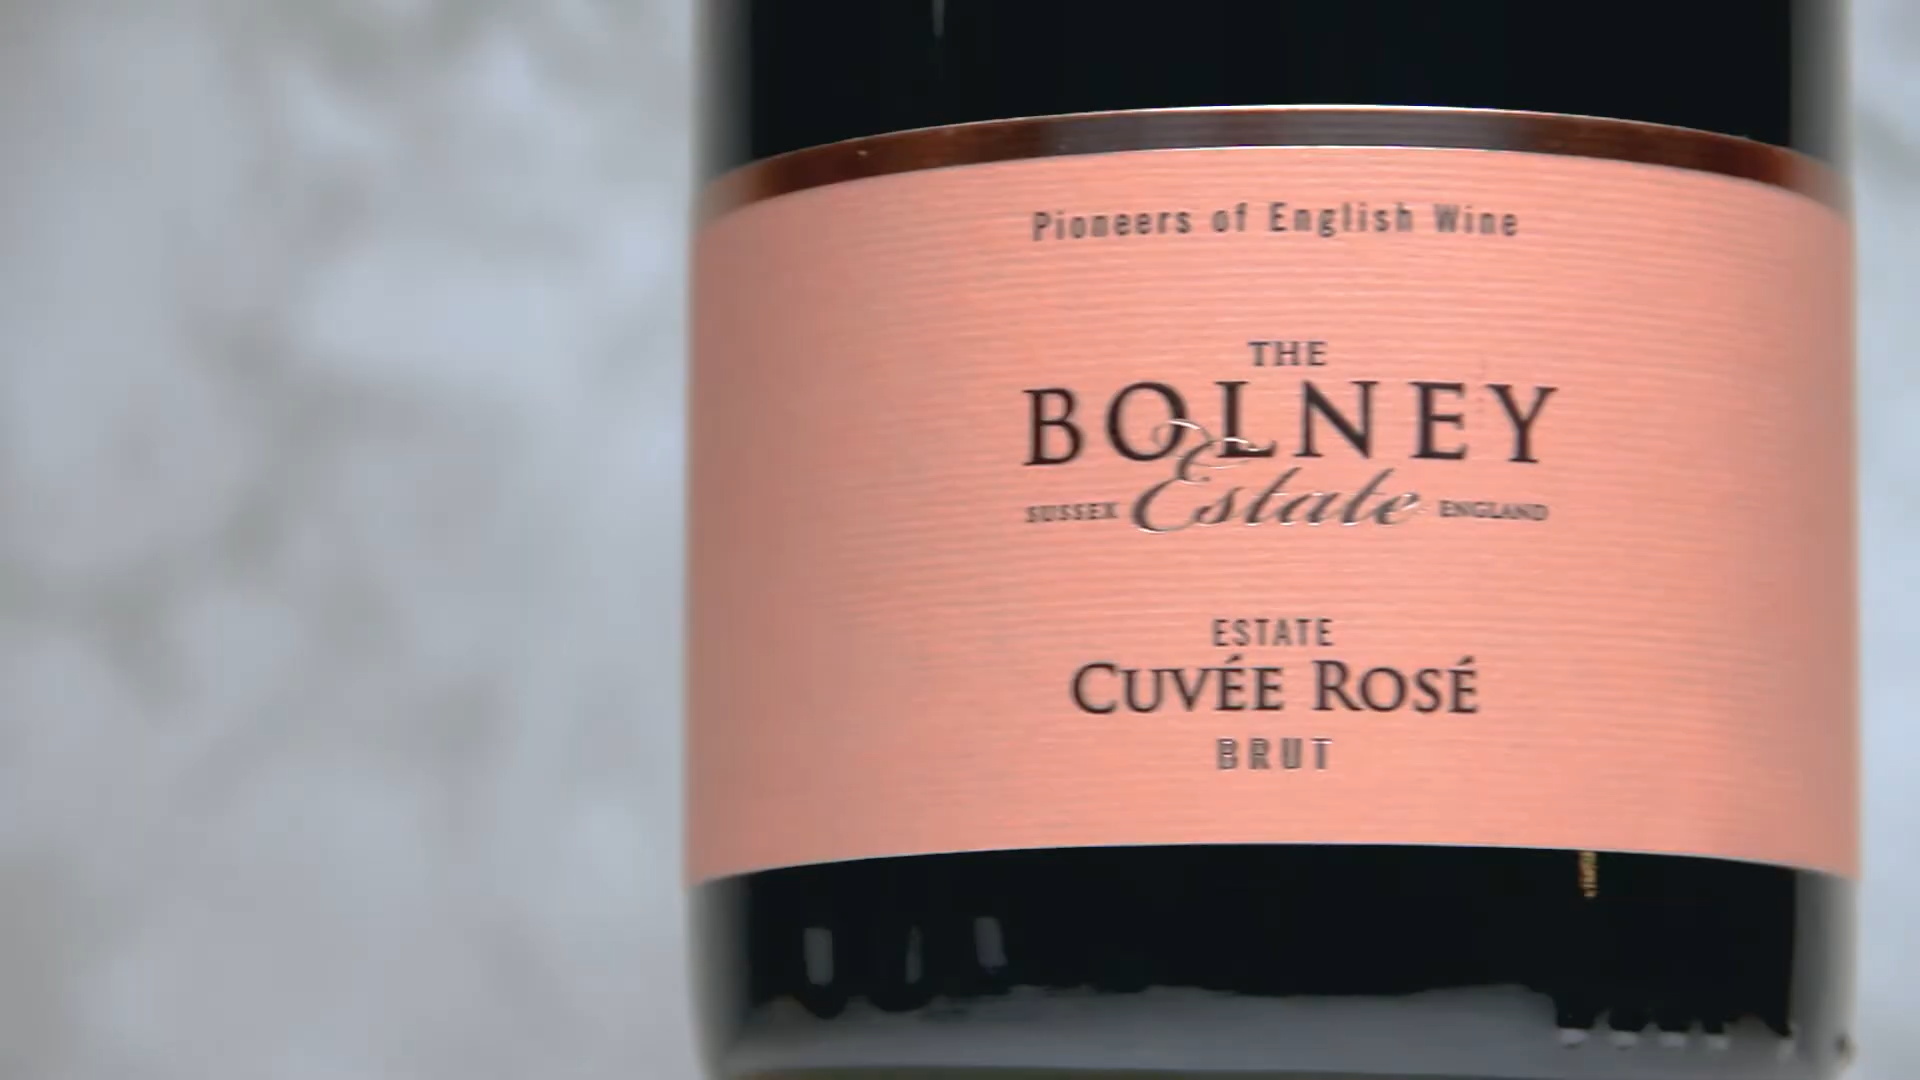 Pioneers of English Wine
THE
BOLNEY
SUSSEX Estate ENGLAND
ESTATE
CUVÉE ROSÉ
BRUT